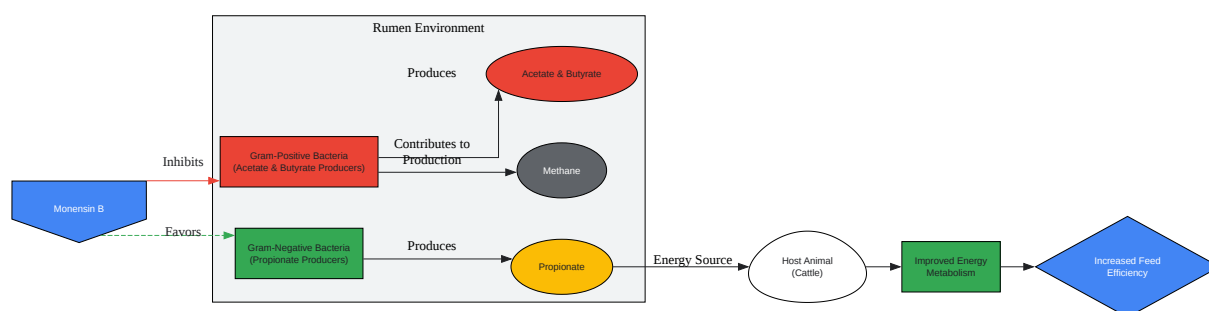 Rumen Environment
Produces
Acetate & Butyrate
Inhibits
Gram-Positive Bacteria
(Acetate & Butyrate Producers)
Contributes to
Production
Methane
Monensin B
Favors
Gram-Negative Bacteria
(Propionate Producers)
Produces
Propionate
Energy Source
Host Animal
(Cattle)
Improved Energy
Metabolism
Increased Feed
Efficiency